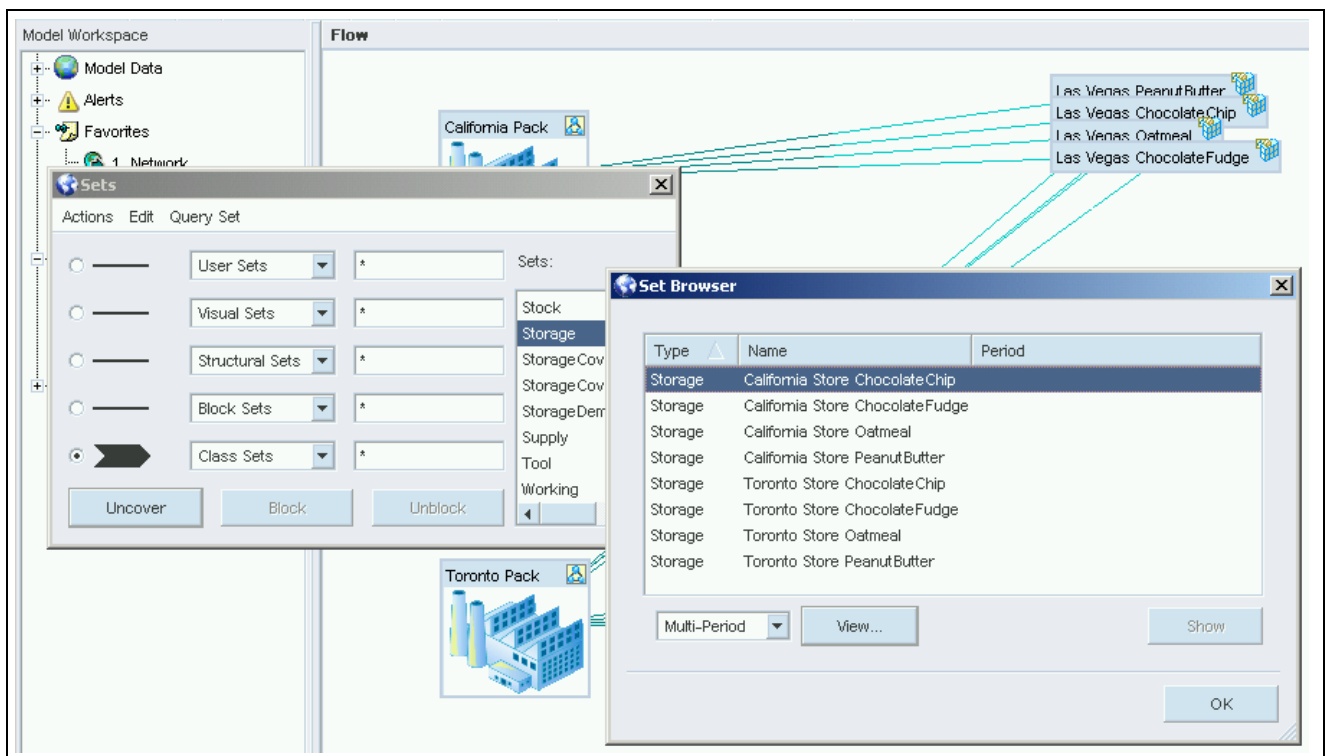 Model Workspace
Flow
Model Data
Alerts
Favorites
1 Network
California Pack
Las Vegas PeanutButter
Las Vegas ChocolateChip
Las Vegas Oatmeal
Las Vegas ChocolateFudge
Sets
Actions Edit Query Set
User Sets *
Visual Sets *
Structural Sets *
Block Sets *
Class Sets *
Uncover Block Unblock
Sets:
Stock
Storage
StorageCov
StorageCov
StorageDem
Supply
Tool
Working
Toronto Pack
Set Browser
Type Name Period
Storage California Store ChocolateChip
Storage California Store ChocolateFudge
Storage California Store Oatmeal
Storage California Store PeanutButter
Storage Toronto Store ChocolateChip
Storage Toronto Store ChocolateFudge
Storage Toronto Store Oatmeal
Storage Toronto Store PeanutButter
Multi-Period View... Show
OK